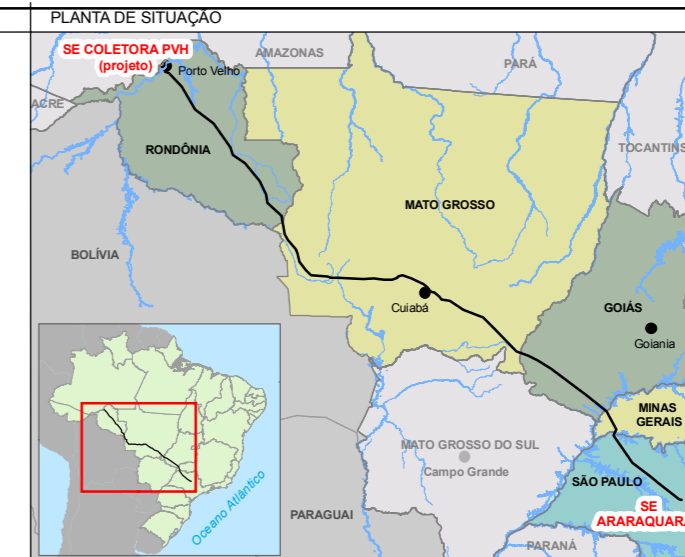 PLANTA DE SITUAÇÃO
SE COLETORA PVH
(projeto)
Porto Velho
AMAZONAS
PARÁ
ACRE
TOCANTINS
RONDÔNIA
MATO GROSSO
BOLÍVIA
Cuiabá
GOIÁS
Goiania
MINAS
GERAIS
MATO GROSSO DO SUL
Campo Grande
SÃO PAULO
SE
ARARAQUARA
PARAGUAI
PARANÁ
Oceano Atlântico